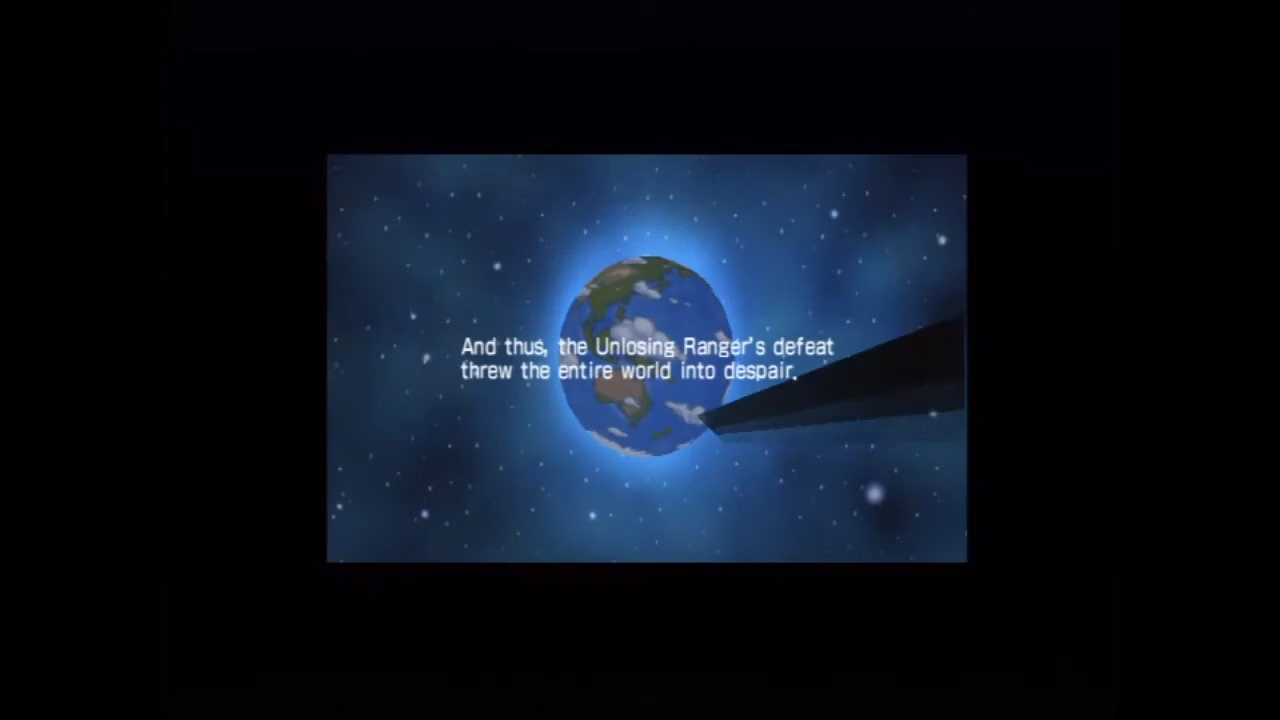 And thus, the Unlosing Ranger's defeat
threw the entire world into despair.